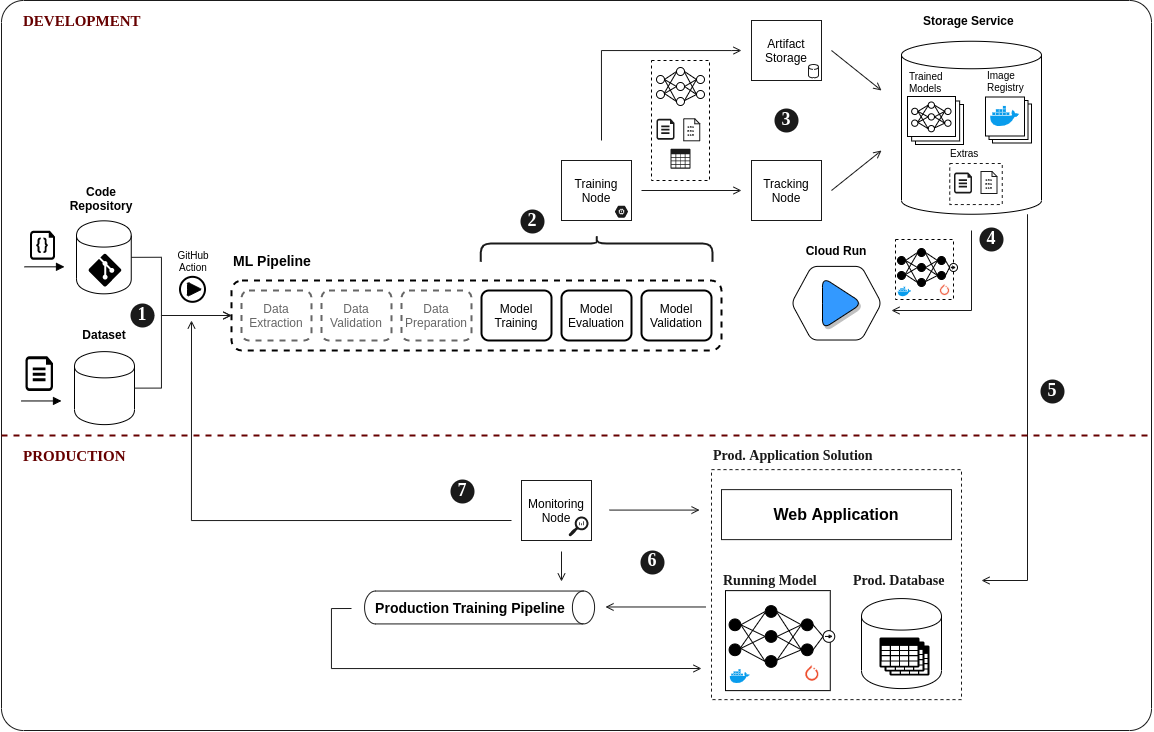 DEVELOPMENT
Storage Service
Artifact
Storage
Trained
Models
Image
Registry
3
Extras
Training
Node
Tracking
Node
2
Code
Repository
{}
GitHub
Action
ML Pipeline
1
Data
Extraction
Data
Validation
Data
Preparation
Model
Training
Model
Evaluation
Model
Validation
Cloud Run
4
Dataset
5
PRODUCTION
Prod. Application Solution
7
Monitoring
Node
Web Application
6
Running Model
Prod. Database
Production Training Pipeline